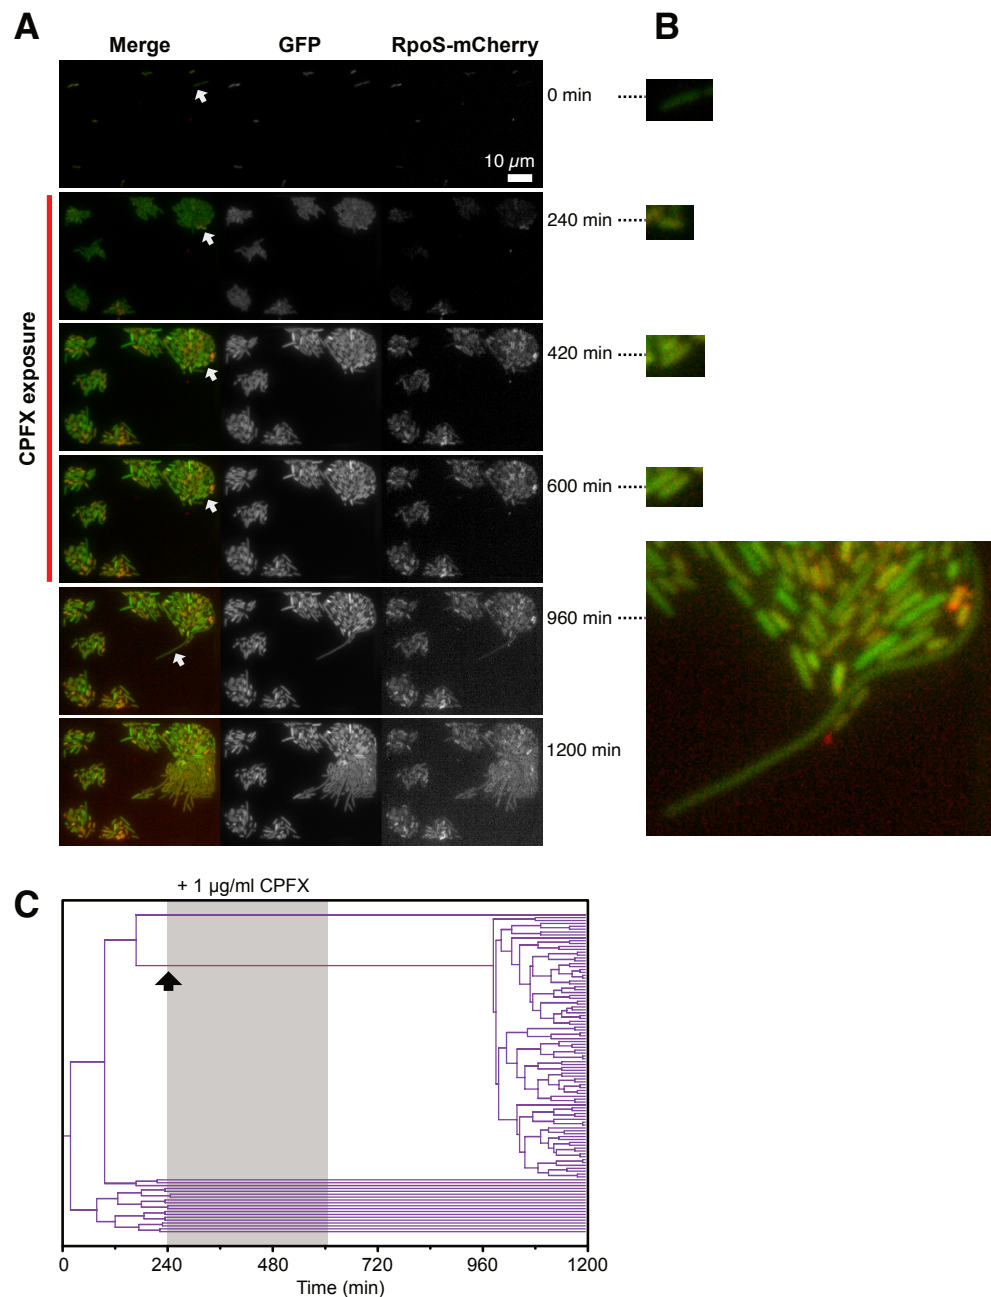 A
B
Merge GFP RpoS-mCherry
0 min
10 µm
240 min
420 min
CPFX exposure
600 min
960 min
1200 min
C
+ 1 µg/ml CPFX
0 240 480 720 960 1200
Time (min)